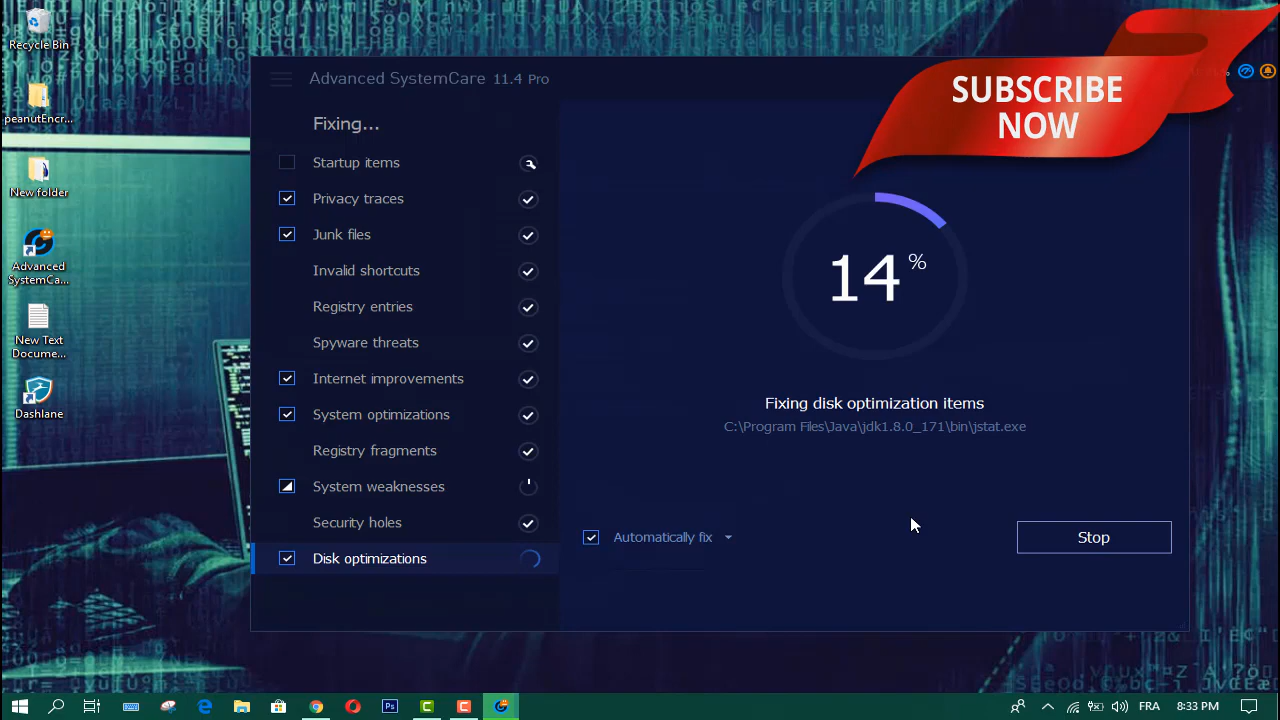 Recycle Bin
peanutEncr...
New folder
Advanced
SystemCa...
New Text
Docume...
Dashlane
Advanced SystemCare 11.4 Pro
SUBSCRIBE
NOW
Fixing...
Startup items
Privacy traces
Junk files
Invalid shortcuts
Registry entries
Spyware threats
Internet improvements
System optimizations
Registry fragments
System weaknesses
Security holes
Disk optimizations
14%
Fixing disk optimization items
C:\Program Files\Java\jdk1.8.0_171\bin\jstat.exe
Automatically fix
Stop
Ps
FRA
8:33 PM